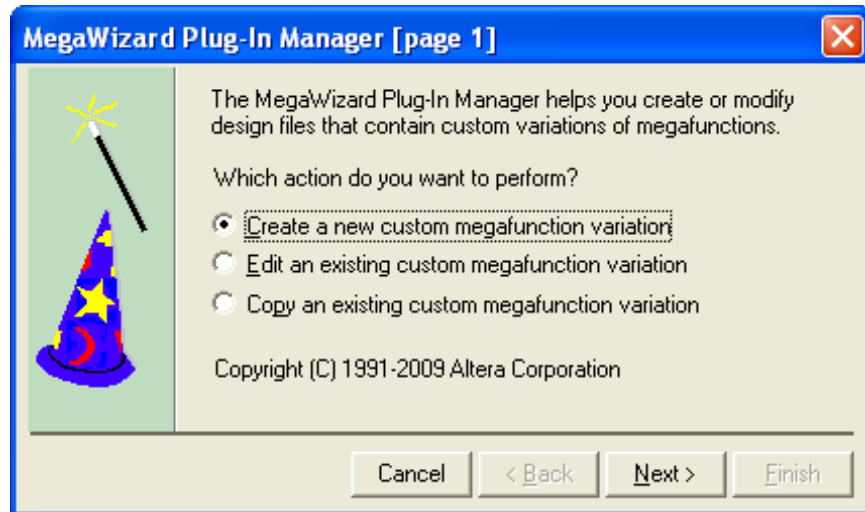 MegaWizard Plug-In Manager [page 1]
The MegaWizard Plug-In Manager helps you create or modify
design files that contain custom variations of megafunctions.
Which action do you want to perform?
Create a new custom megafunction variation
Edit an existing custom megafunction variation
Copy an existing custom megafunction variation
Copyright (C) 1991-2009 Altera Corporation
Cancel < Back Next > Finish